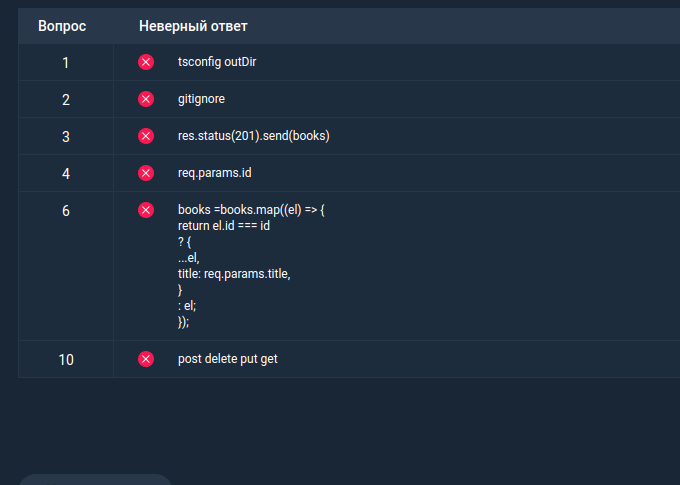 Вопрос Неверный ответ
1 tsconfig outDir
2 gitignore
3 res.status(201).send(books)
4 req.params.id
6 books =books.map((el) => {
return el.id === id
? {
...el,
title: req.params.title,
}
: el;
});
10 post delete put get